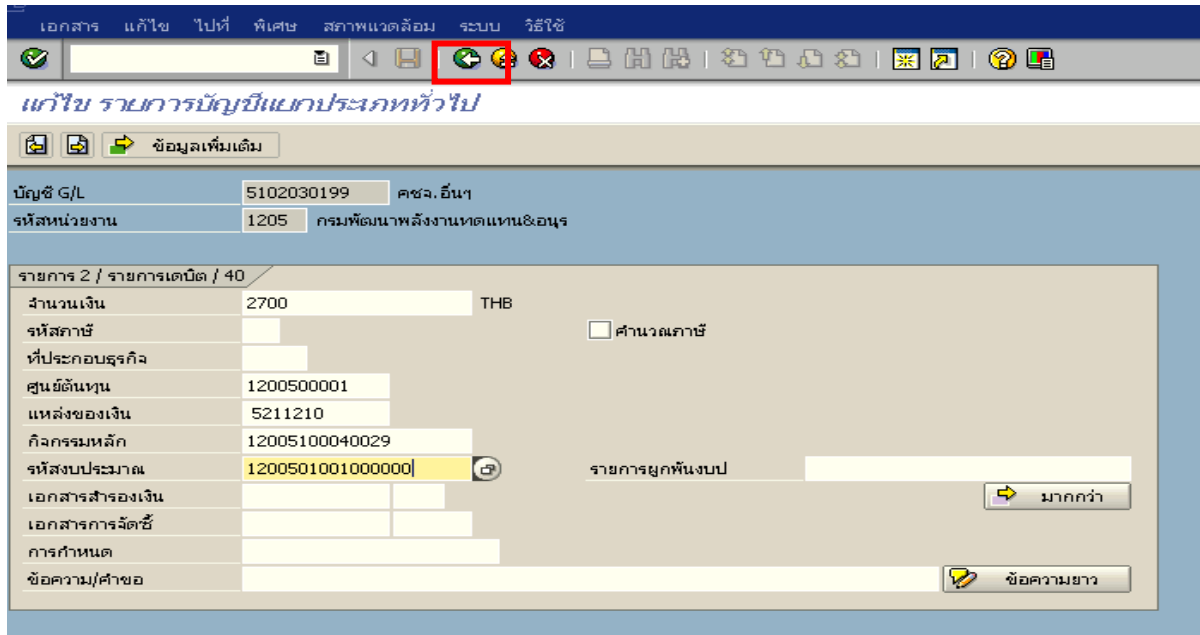 เอกสาร แก้ไข ไปที่ พิเศษ สภาพแวดล้อม ระบบ วิธีใช้
แก้ไข รายการบัญชีแยกประเภททั่วไป
ข้อมูลเพิ่มเติม
บัญชี G/L 5102030199 คชจ.อื่นๆ
รหัสหน่วยงาน 1205 กรมพัฒนาพลังงานทดแทน&อนุร
รายการ 2 / รายการเดบิต / 40
จำนวนเงิน 2700 THB
รหัสภาษี คำนวณภาษี
ที่ประกอบธุรกิจ
ศูนย์ต้นทุน 1200500001
แหล่งของเงิน 5211210
กิจกรรมหลัก 12005100040029
รหัสงบประมาณ 1200501001000000 รายการผูกพันงบป
เอกสารสำรองเงิน มากกว่า
เอกสารการจัดซื้
การกำหนด
ข้อความ/คำขอ ข้อความยาว